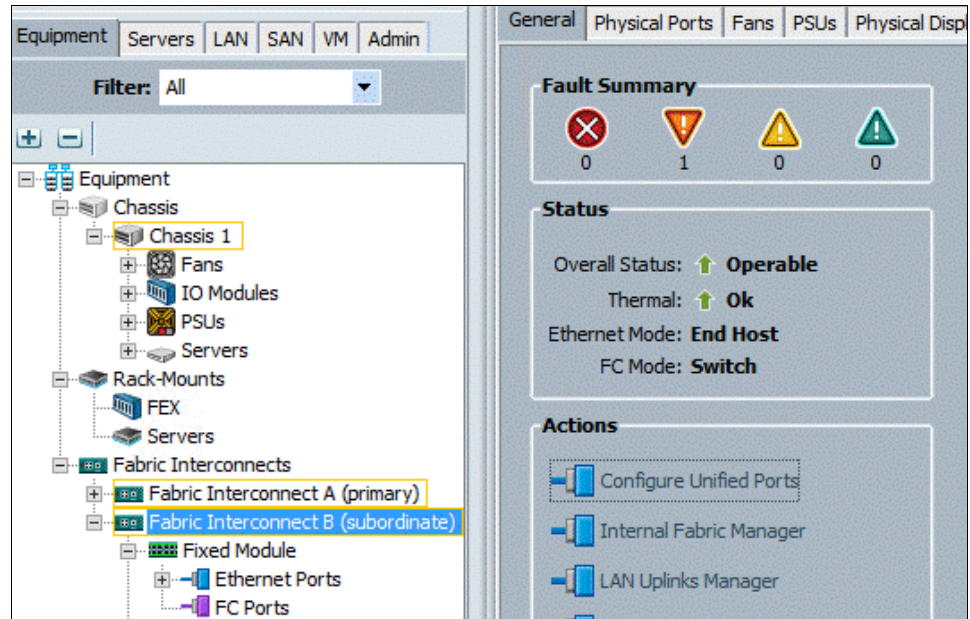 Equipment Servers LAN SAN VM Admin
Filter: All
Equipment
Chassis
Chassis 1
Fans
IO Modules
PSUs
Servers
Rack-Mounts
FEX
Servers
Fabric Interconnects
Fabric Interconnect A (primary)
Fabric Interconnect B (subordinate)
Fixed Module
Ethernet Ports
FC Ports
General Physical Ports Fans PSUs Physical Displ
Fault Summary
0 1 0 0
Status
Overall Status: Operable
Thermal: Ok
Ethernet Mode: End Host
FC Mode: Switch
Actions
Configure Unified Ports
Internal Fabric Manager
LAN Uplinks Manager